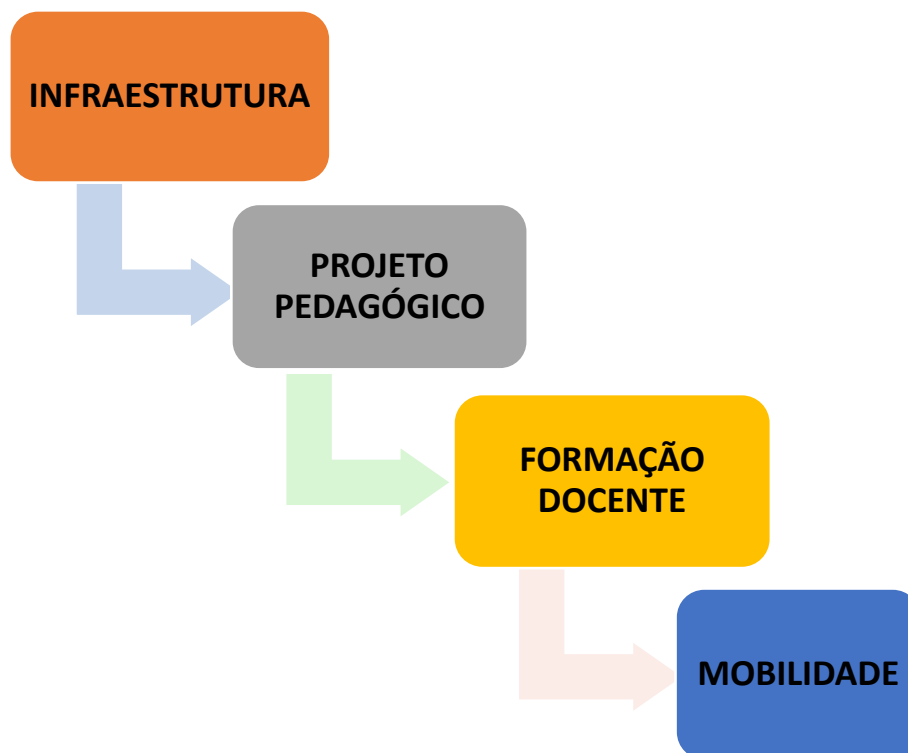 INFRAESTRUTURA
PROJETO
PEDAGÓGICO
FORMAÇÃO
DOCENTE
MOBILIDADE